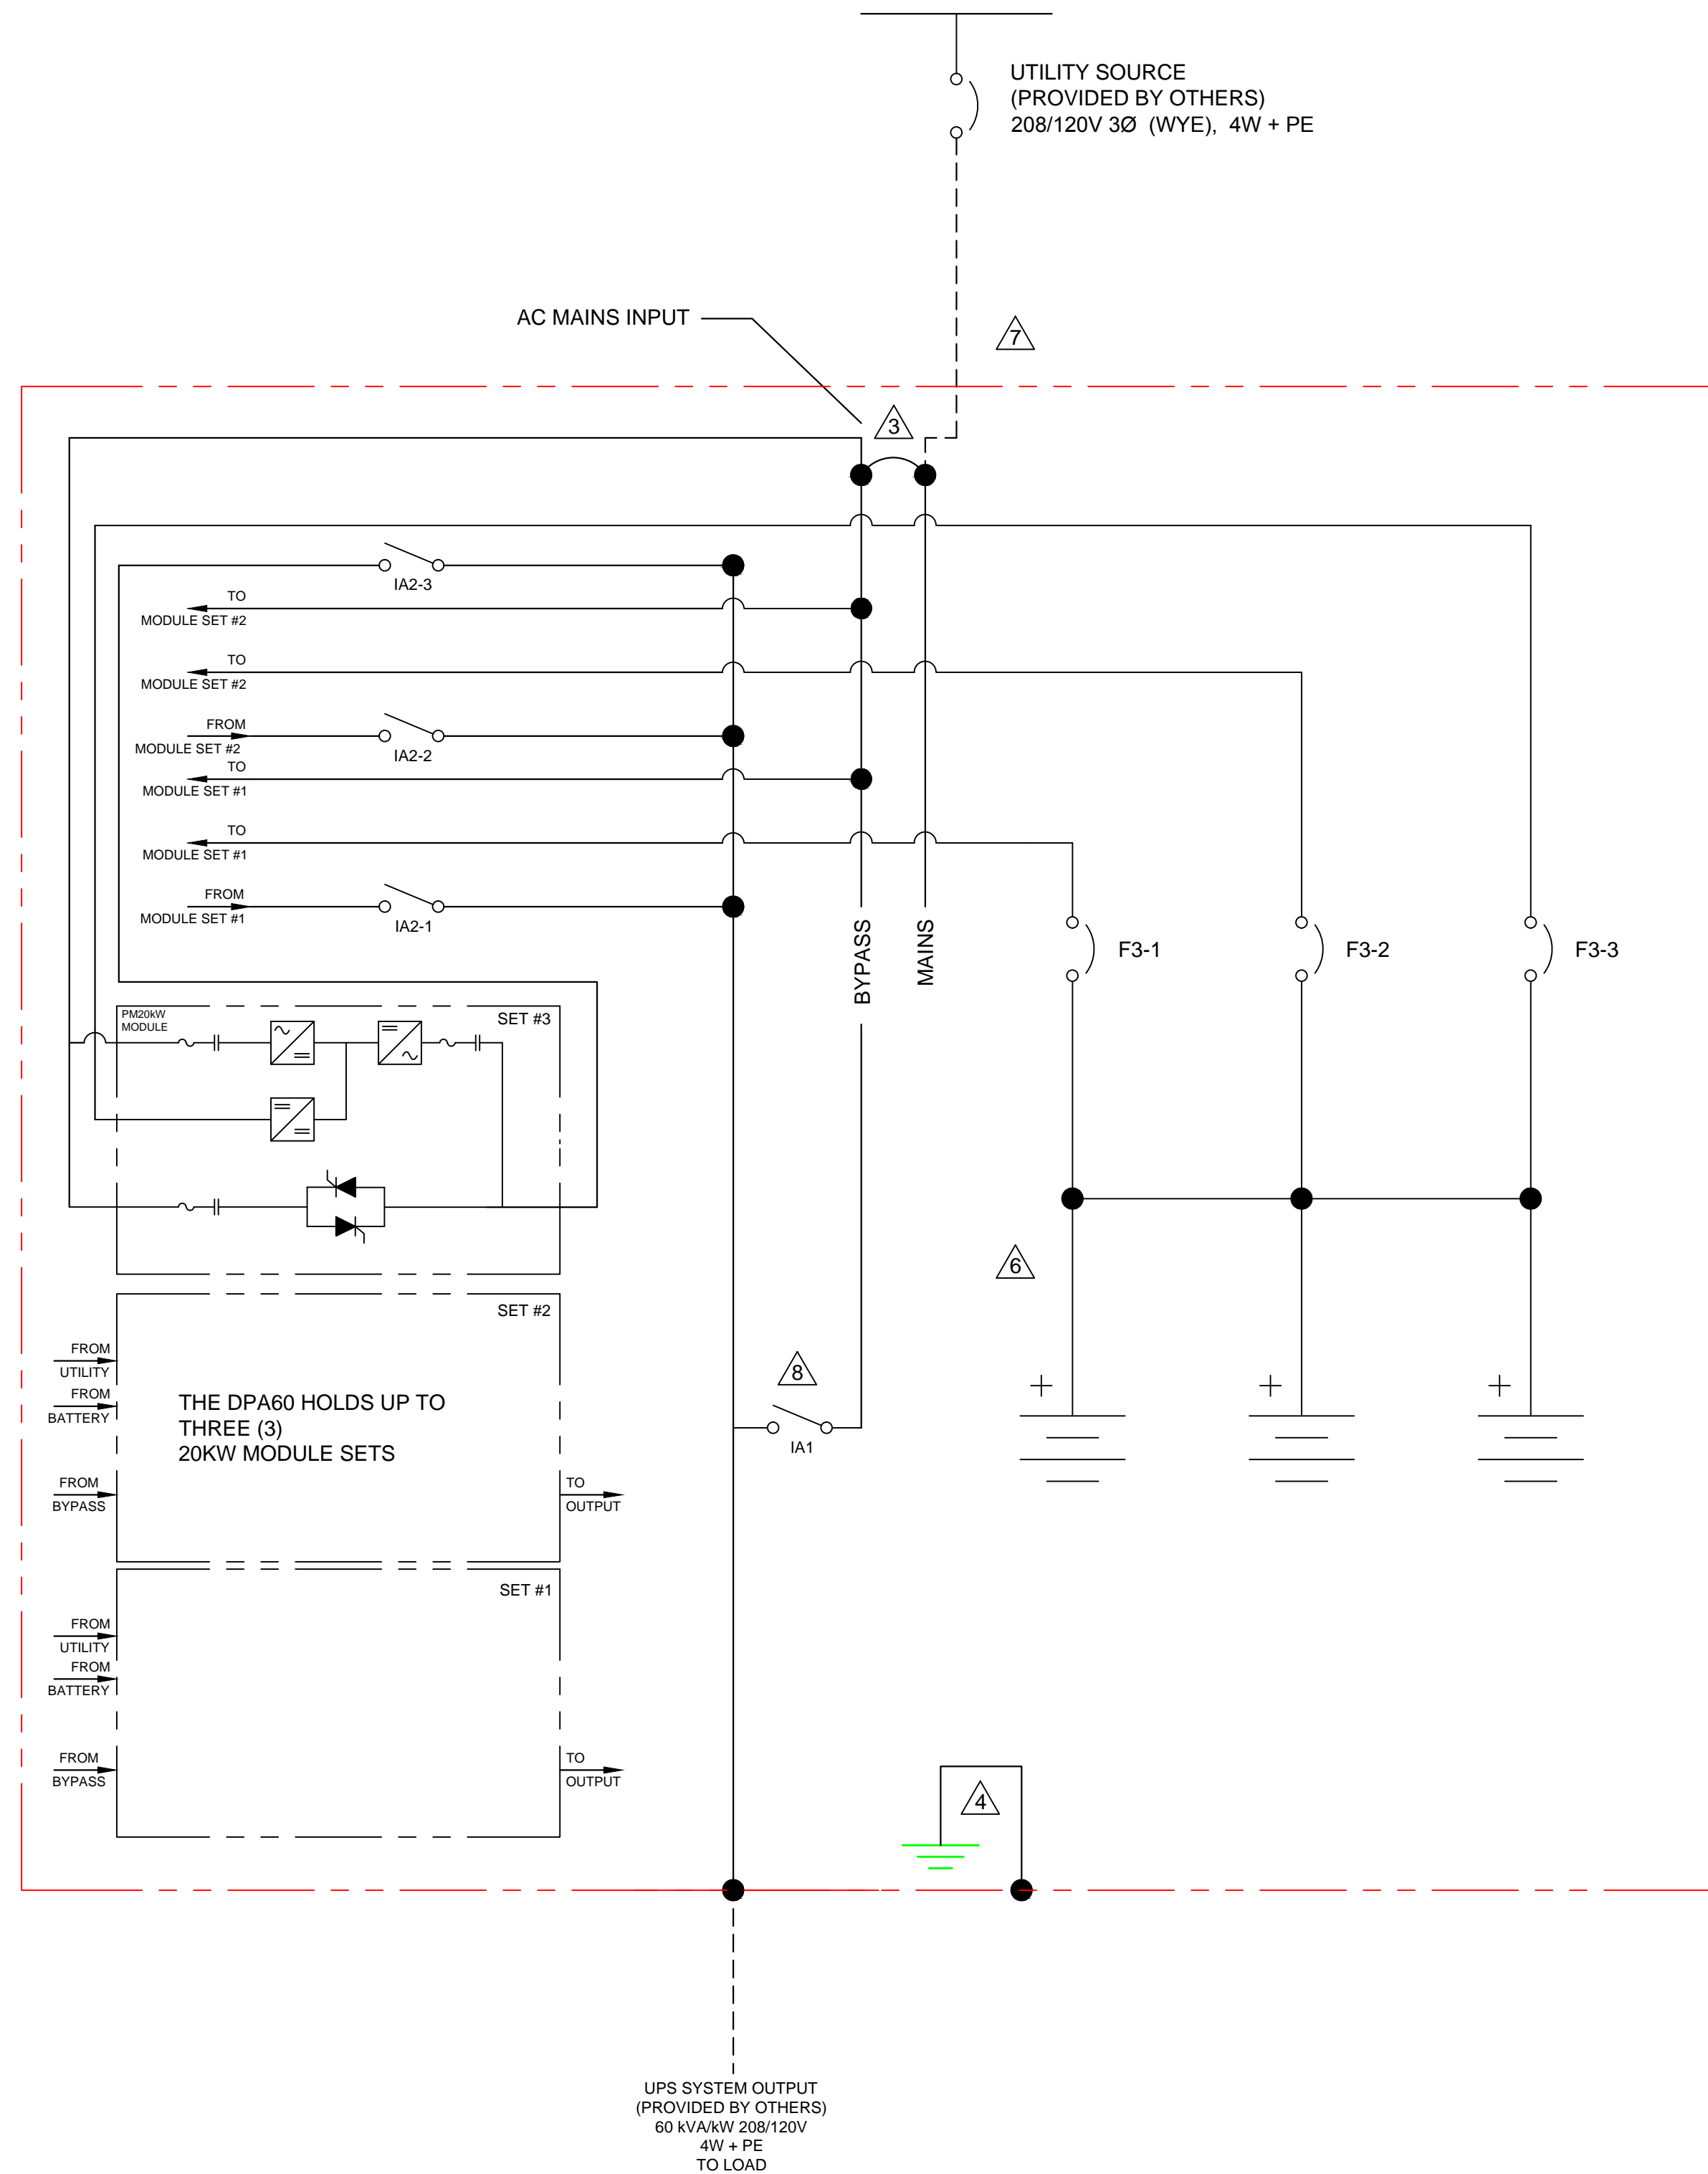 UTILITY SOURCE
(PROVIDED BY OTHERS)
208/120V 3Ø (WYE), 4W + PE
AC MAINS INPUT
7
3
IA2-3
TO
MODULE SET #2
TO
MODULE SET #2
FROM
MODULE SET #2
IA2-2
TO
MODULE SET #1
TO
MODULE SET #1
FROM
MODULE SET #1
IA2-1
BYPASS
MAINS
F3-1
F3-2
F3-3
PM20kW
MODULE
SET #3
6
SET #2
FROM
UTILITY
FROM
BATTERY
THE DPA60 HOLDS UP TO
THREE (3)
20KW MODULE SETS
FROM
BYPASS
TO
OUTPUT
8
IA1
+
+
+
SET #1
FROM
UTILITY
FROM
BATTERY
FROM
BYPASS
TO
OUTPUT
4
UPS SYSTEM OUTPUT
(PROVIDED BY OTHERS)
60 kVA/kW 208/120V
4W + PE
TO LOAD